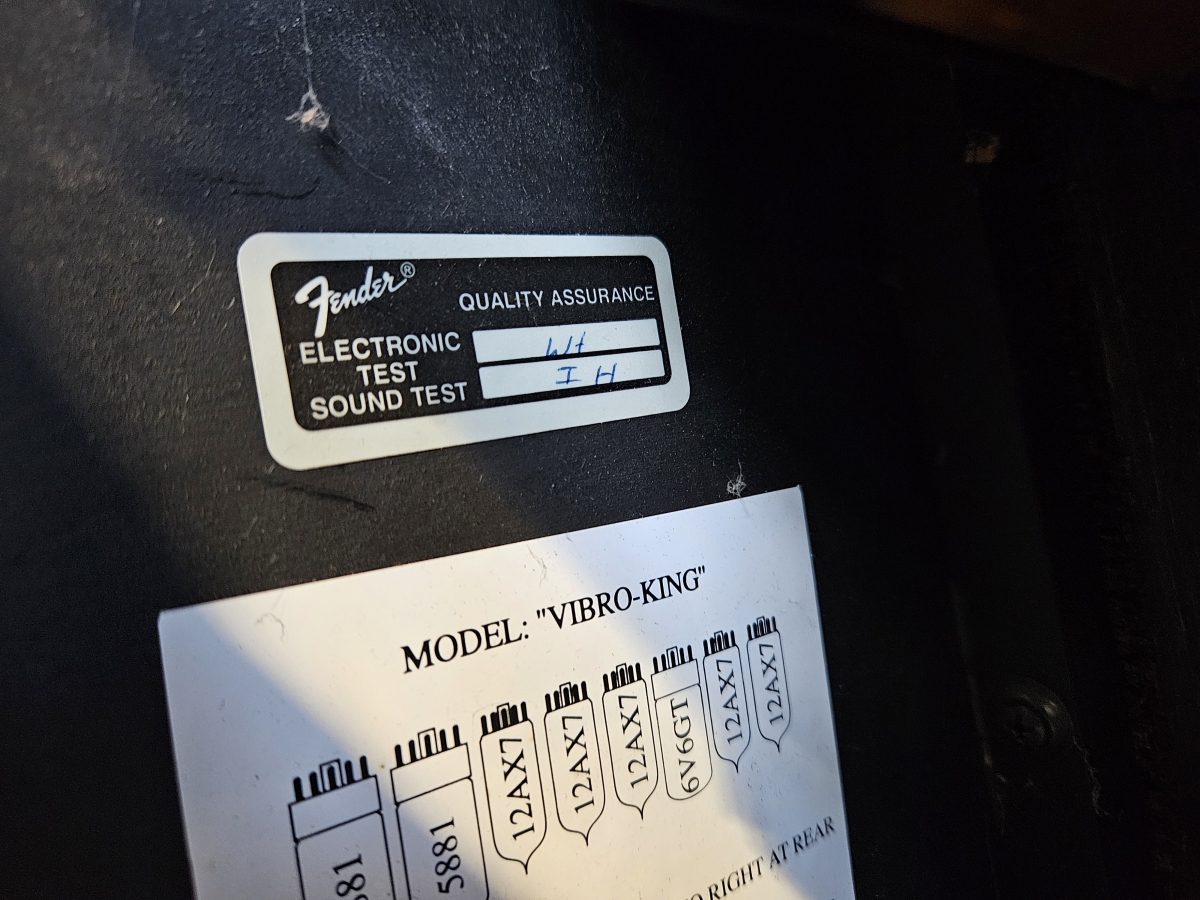 Fender®
QUALITY ASSURANCE
ELECTRONIC TEST
SOUND TEST IH
MODEL: "VIBRO-KING"
5881
12AX7
12AX7
12AX7
6V6GT
12AX7
12AX7
RIGHT AT REAR